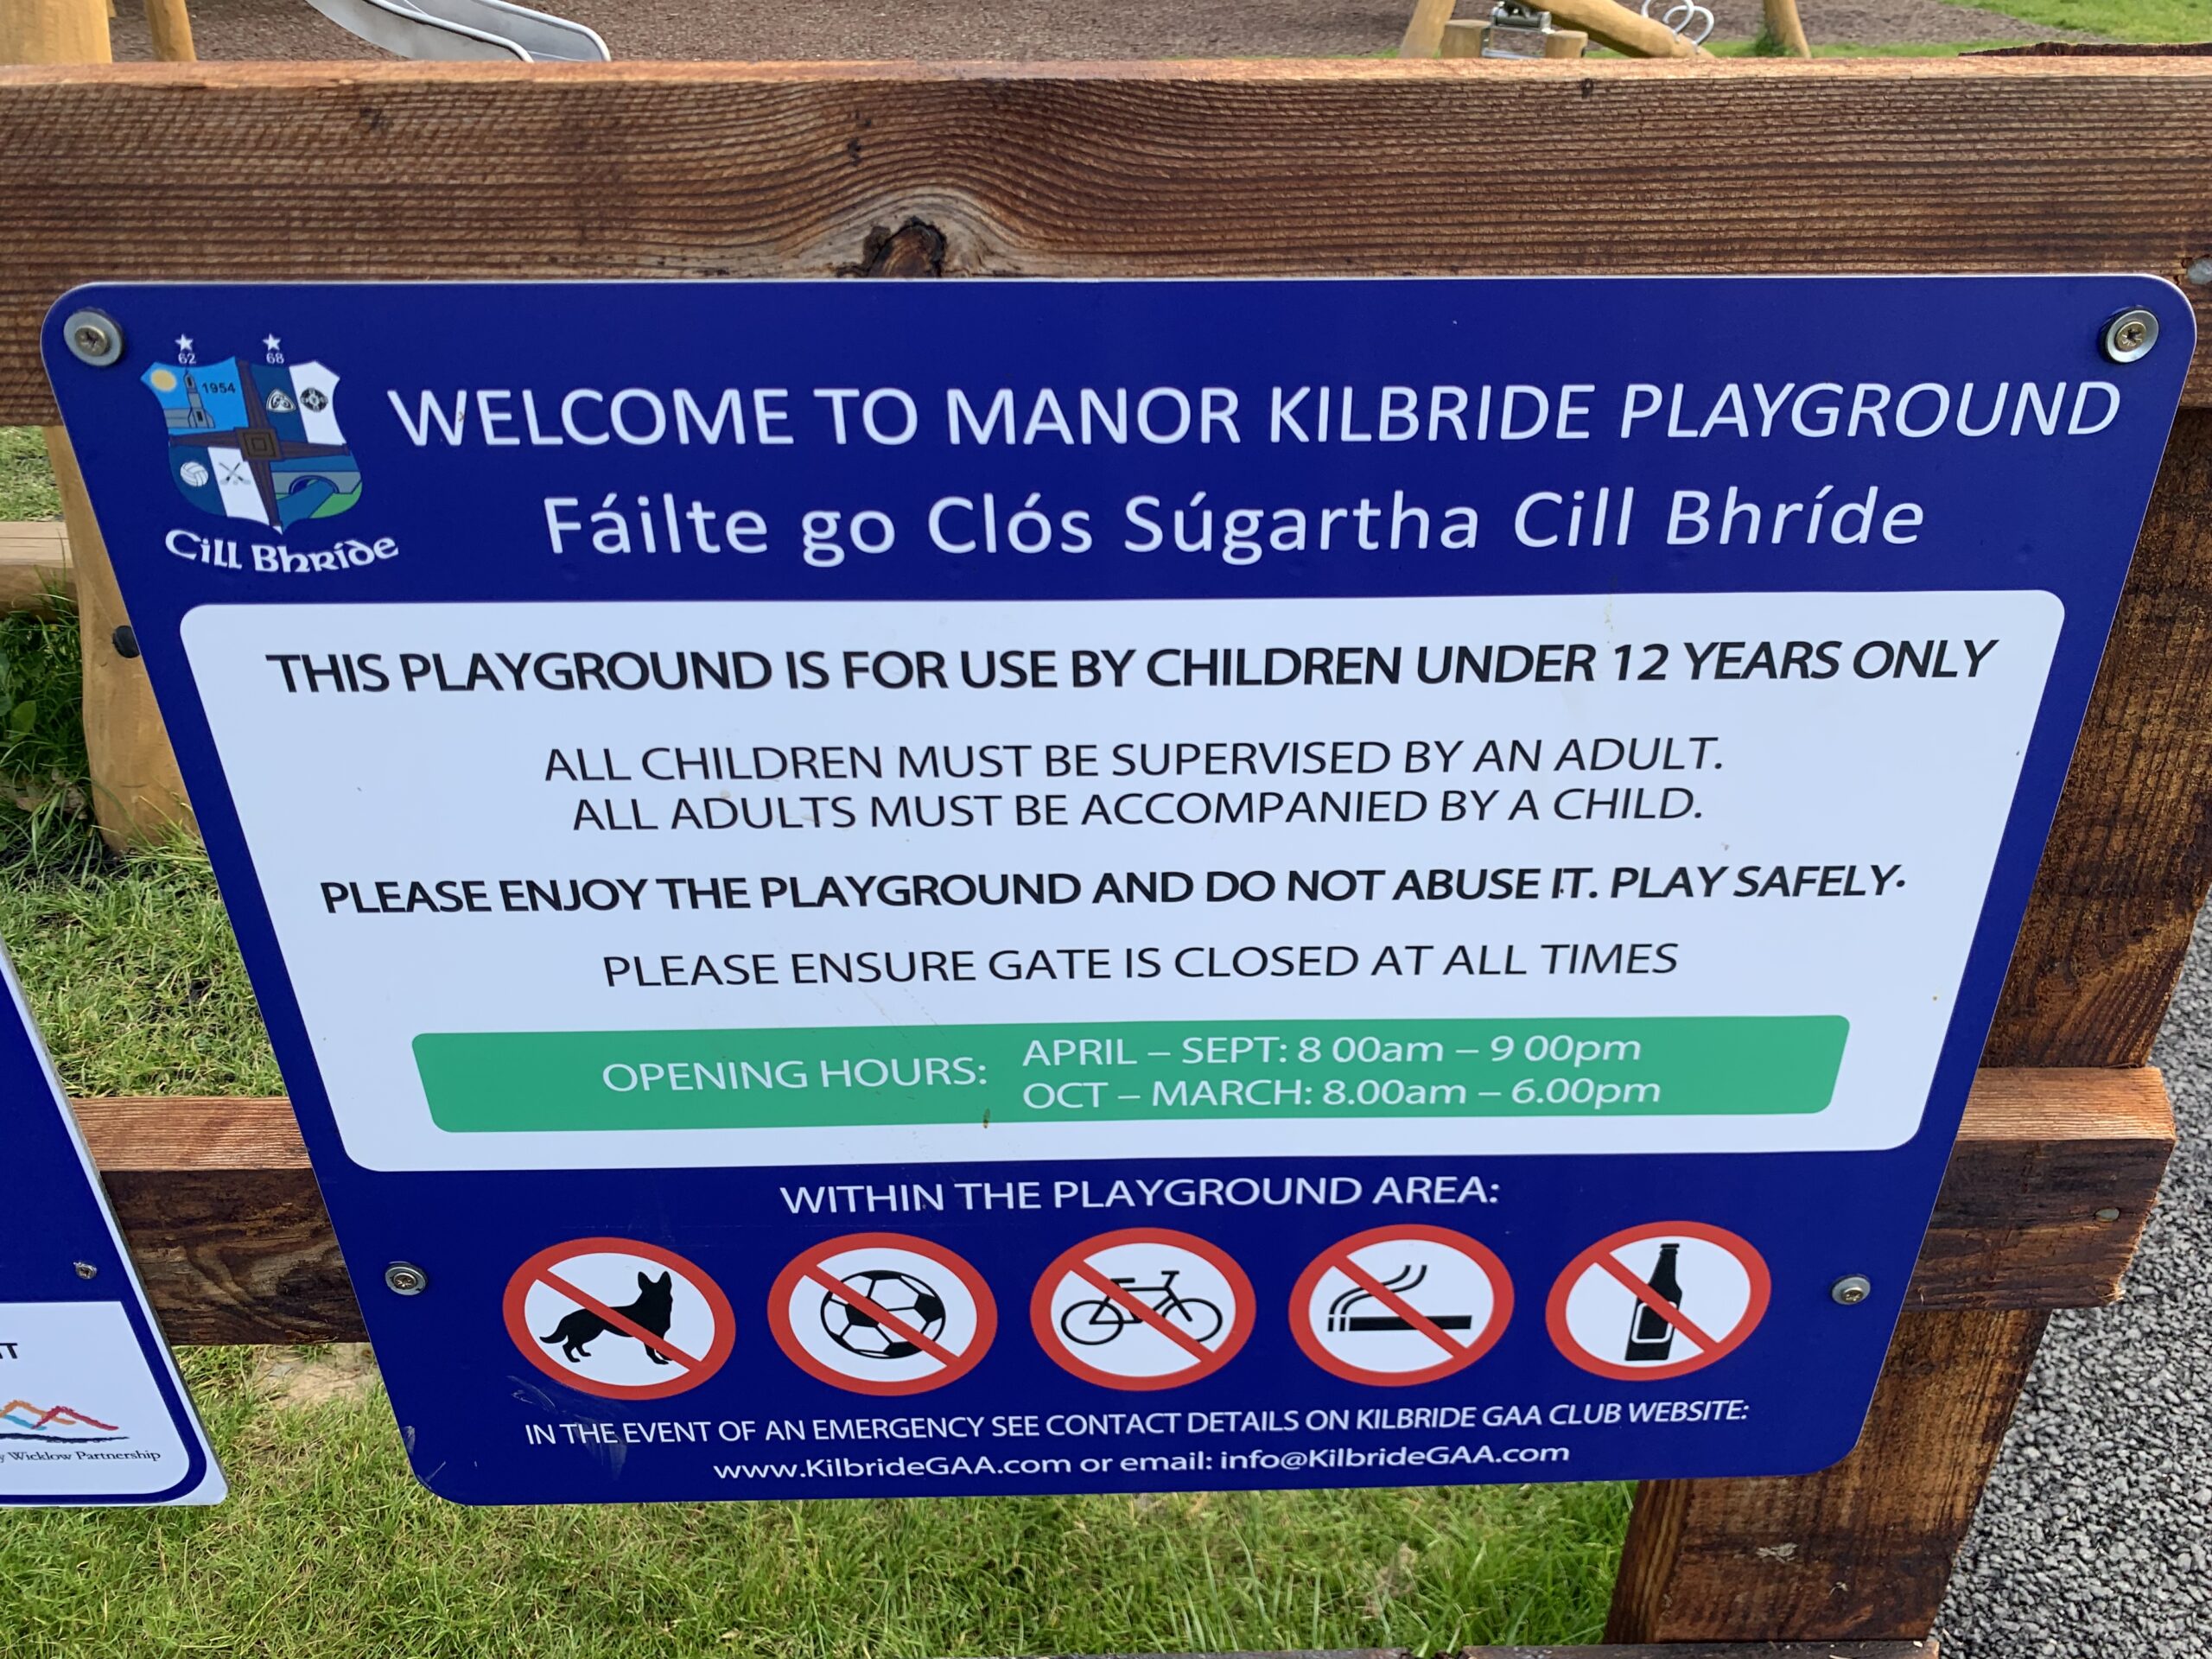 62 68
1954
Cill Bhríde
WELCOME TO MANOR KILBRIDE PLAYGROUND
Fáilte go Clós Súgartha Cill Bhríde
THIS PLAYGROUND IS FOR USE BY CHILDREN UNDER 12 YEARS ONLY
ALL CHILDREN MUST BE SUPERVISED BY AN ADULT.
ALL ADULTS MUST BE ACCOMPANIED BY A CHILD.
PLEASE ENJOY THE PLAYGROUND AND DO NOT ABUSE IT. PLAY SAFELY.
PLEASE ENSURE GATE IS CLOSED AT ALL TIMES
OPENING HOURS:
APRIL – SEPT: 8 00am – 9 00pm
OCT – MARCH: 8.00am – 6.00pm
WITHIN THE PLAYGROUND AREA:
IN THE EVENT OF AN EMERGENCY SEE CONTACT DETAILS ON KILBRIDE GAA CLUB WEBSITE:
www.KilbrideGAA.com or email: info@KilbrideGAA.com
Wicklow Partnership